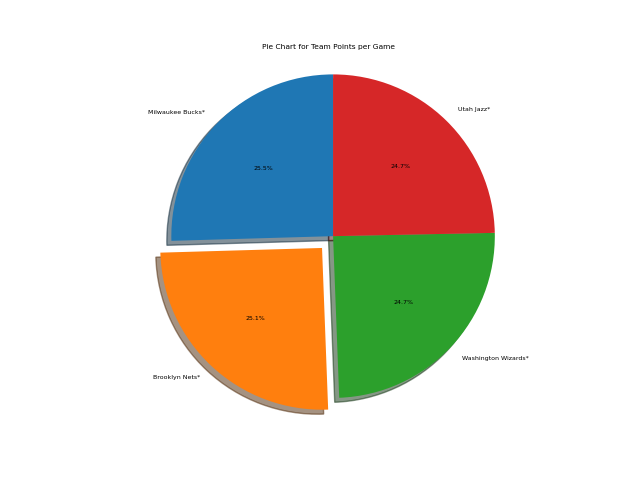 Pie Chart for Team Points per Game
Milwaukee Bucks*
Utah Jazz*
25.5%
24.7%
25.1%
24.7%
Brooklyn Nets*
Washington Wizards*